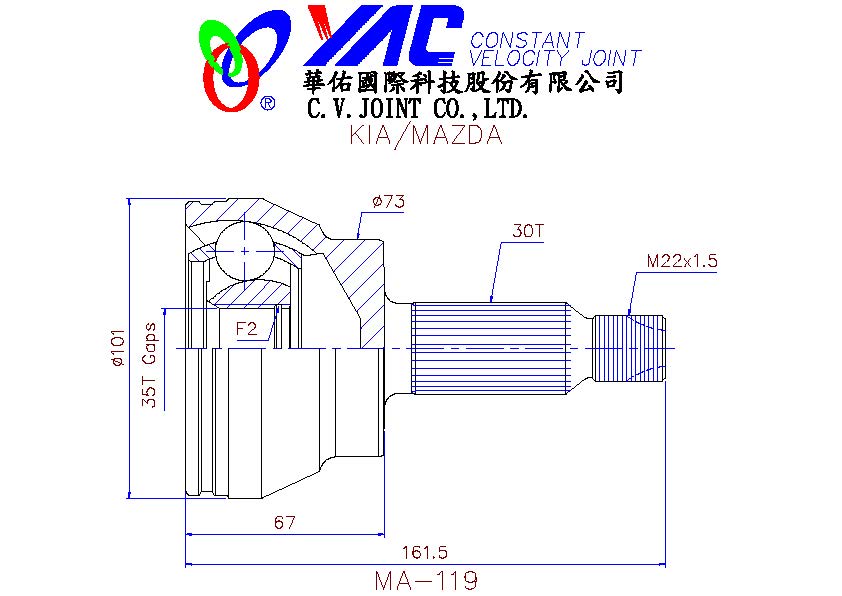 YAC CONSTANT
VELOCITY JOINT
®
華佑國際科技股份有限公司
C.V.JOINT CO.,LTD.
KIA/MAZDA
ø73
30T
M22x1.5
F2
ø101
35T Gaps
67
161.5
MA-119